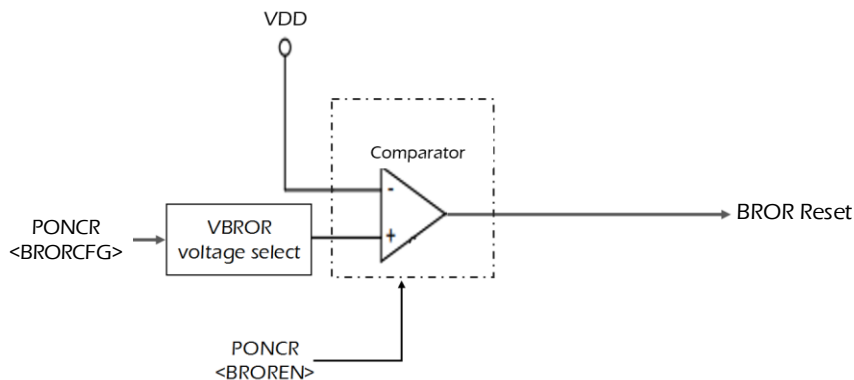 VDD
Comparator
-
+
PONCR
<BRORCFG>
VBROR
voltage select
BROR Reset
PONCR
<BROREN>